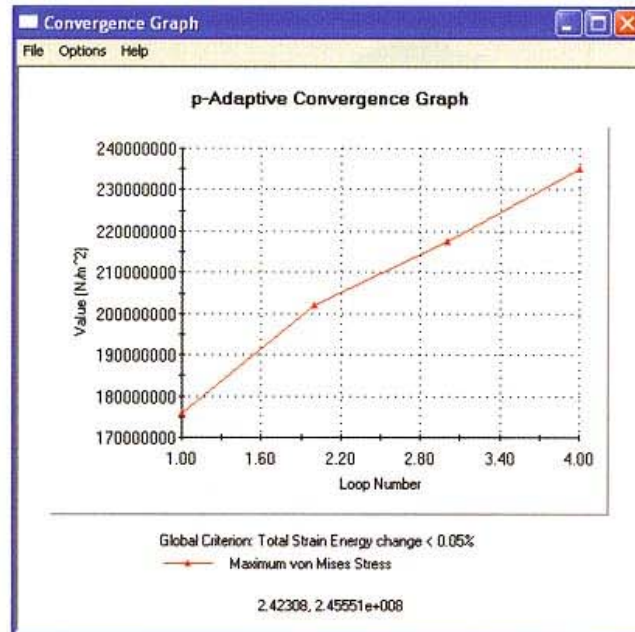 Convergence Graph
File Options Help
p-Adaptive Convergence Graph
240000000
230000000
220000000
210000000
200000000
190000000
180000000
170000000
Value (N/m^2)
1.00 1.60 2.20 2.80 3.40 4.00
Loop Number
Global Criterion: Total Strain Energy change < 0.05%
Maximum von Mises Stress
2.42308, 2.45551e+008